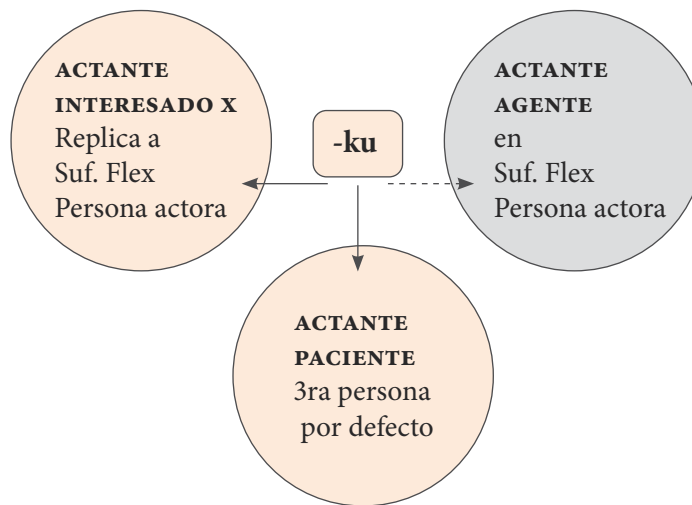 ACTANTE
INTERESADO X
Replica a
Suf. Flex
Persona actora
-ku
ACTANTE
AGENTE
en
Suf. Flex
Persona actora
ACTANTE
PACIENTE
3ra persona
por defecto